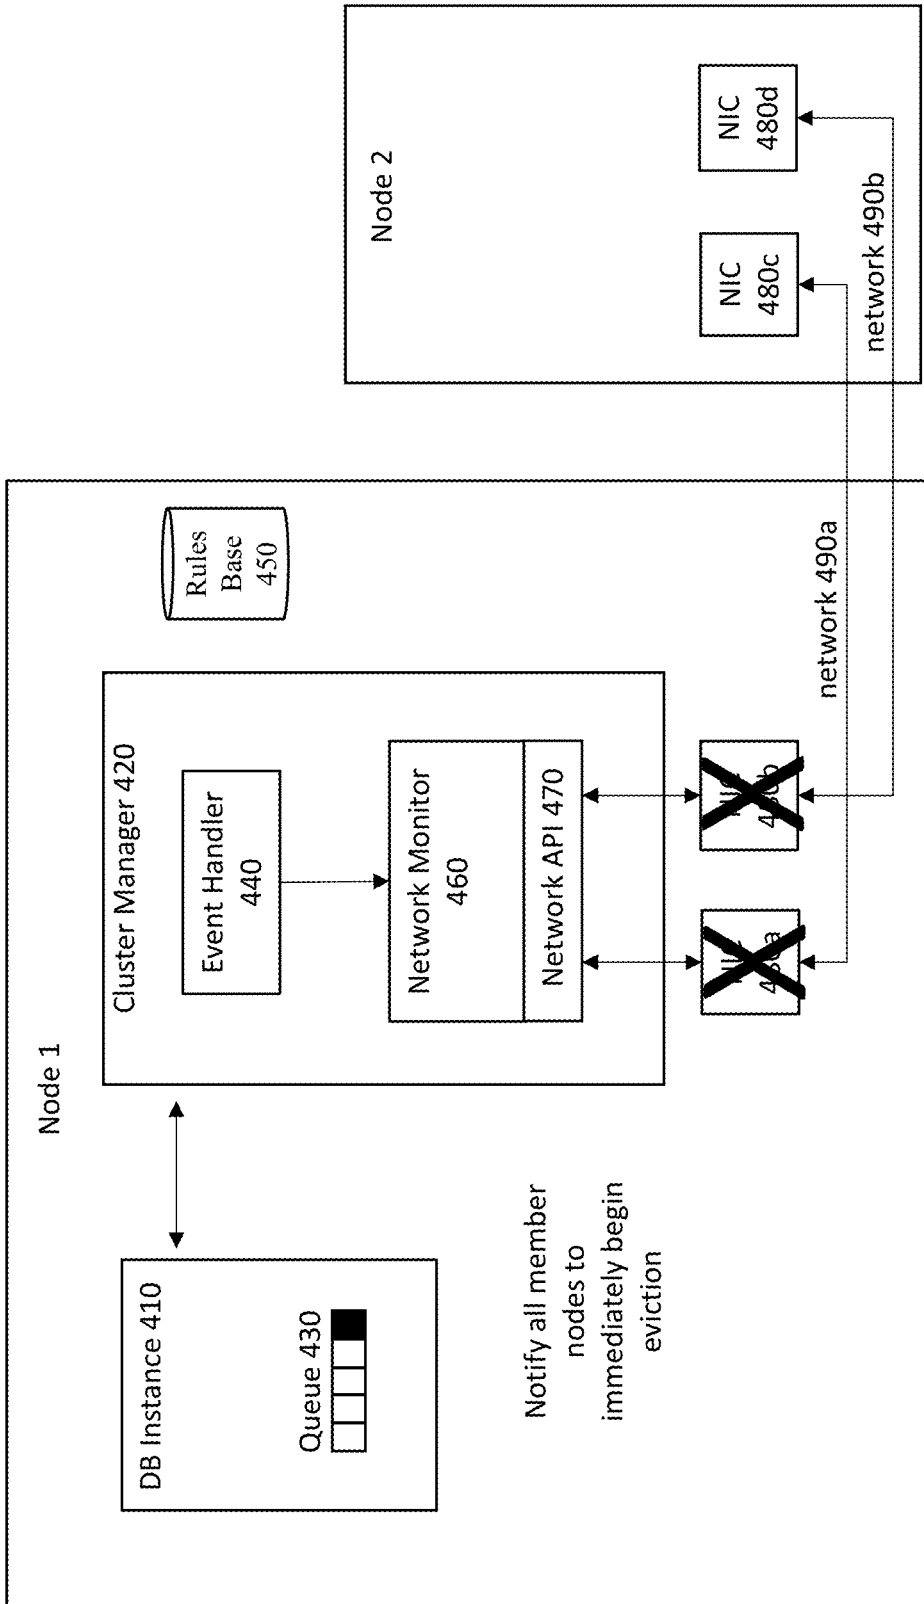 Node 1
DB Instance 410
Queue 430
Cluster Manager 420
Event Handler
440
Network Monitor
460
Network API 470
Rules
Base
450
Notify all member
nodes to
immediately begin
eviction
network 490a
Node 2
NIC
480c
NIC
480d
network 490b